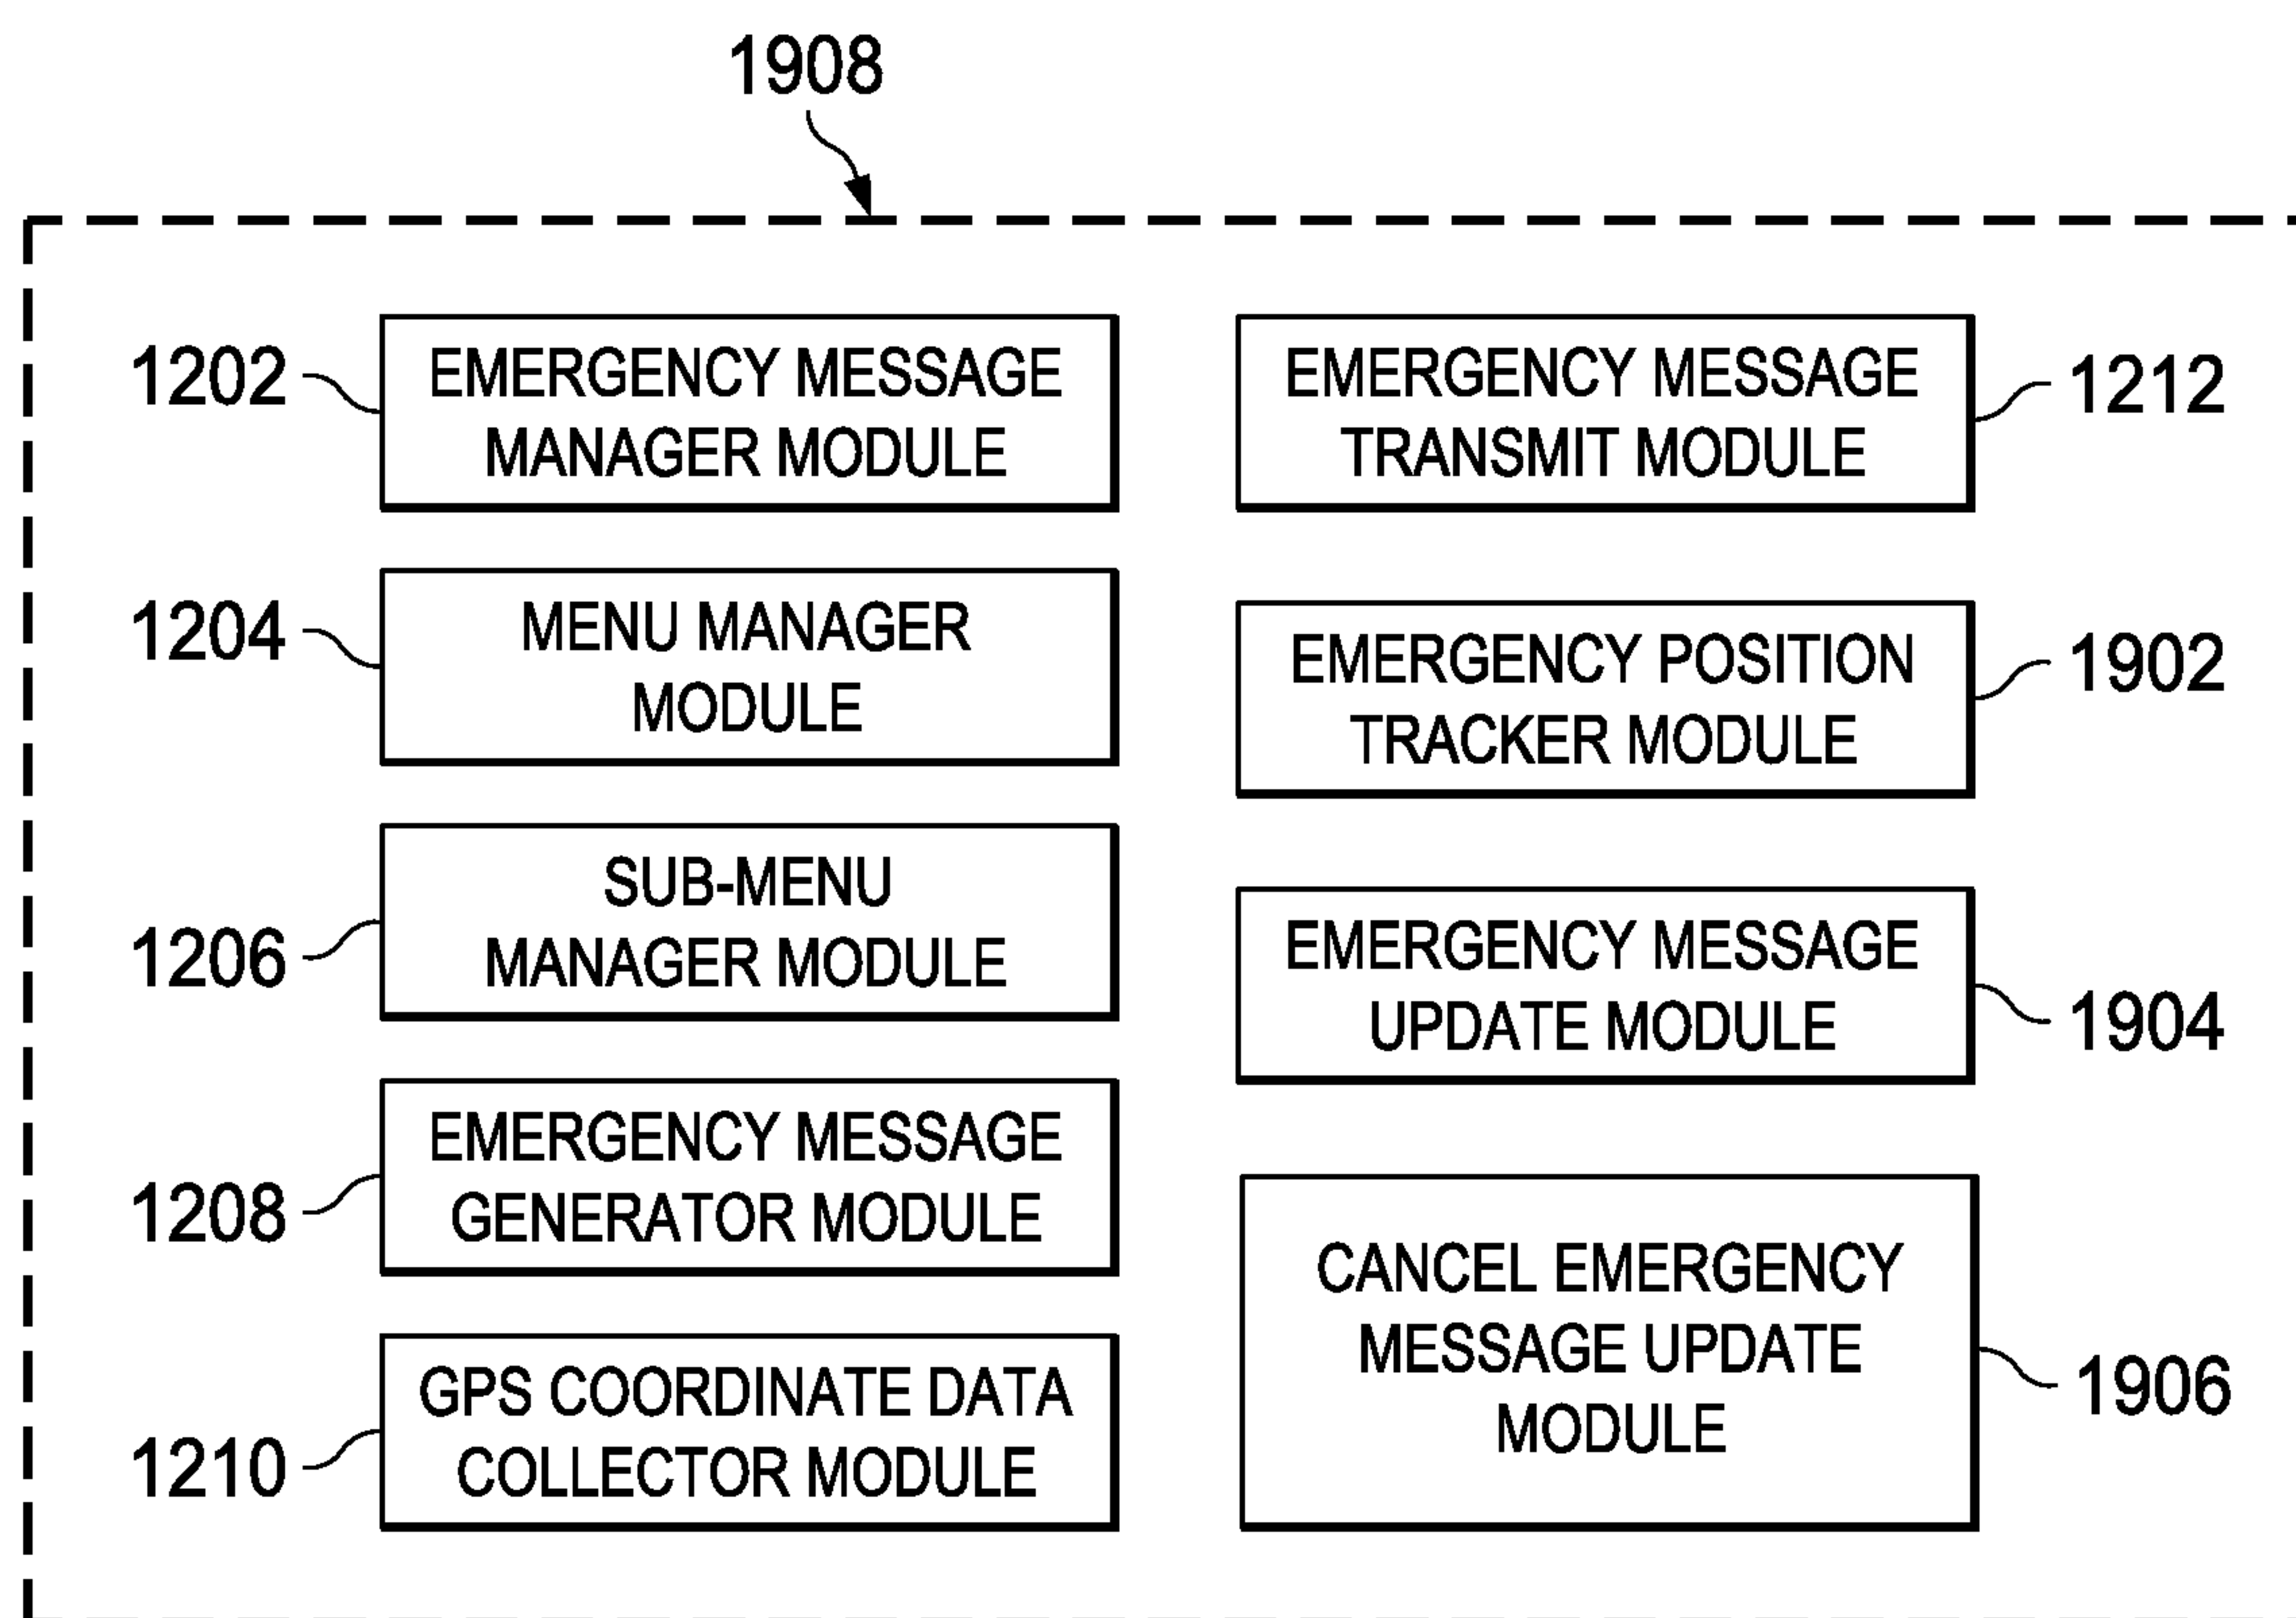 1908
1202
EMERGENCY MESSAGE
MANAGER MODULE
1204
MENU MANAGER
MODULE
1206
SUB-MENU
MANAGER MODULE
1208
EMERGENCY MESSAGE
GENERATOR MODULE
1210
GPS COORDINATE DATA
COLLECTOR MODULE
EMERGENCY MESSAGE
TRANSMIT MODULE
1212
EMERGENCY POSITION
TRACKER MODULE
1902
EMERGENCY MESSAGE
UPDATE MODULE
1904
CANCEL EMERGENCY
MESSAGE UPDATE
MODULE
1906